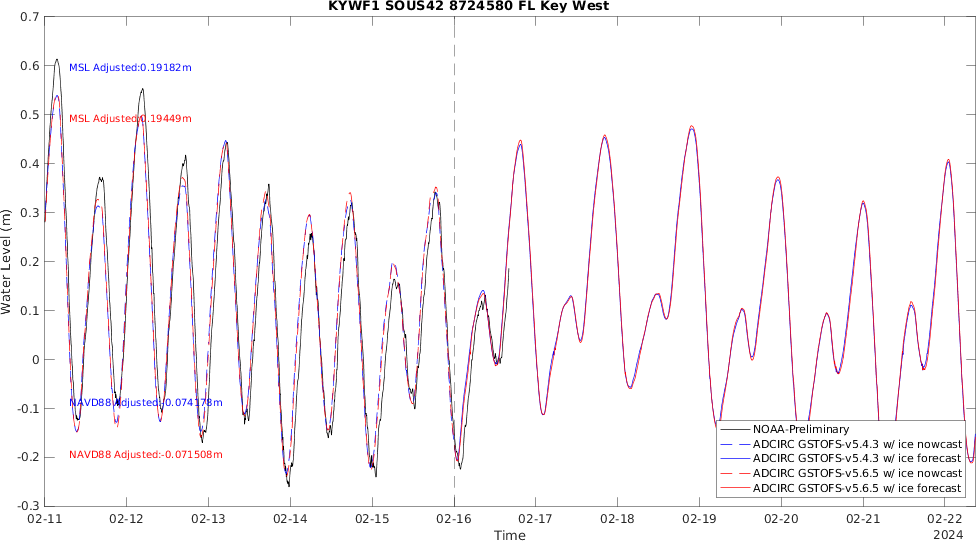 KYWF1 SOUS42 8724580 FL Key West
0.7
0.6
0.5
0.4
0.3
0.2
0.1
0
-0.1
-0.2
-0.3
Water Level (m)
MSL Adjusted:0.19182m
MSL Adjusted:0.19449m
NAVD88 Adjusted:-0.074178m
NAVD88 Adjusted:-0.071508m
NOAA-Preliminary
ADCIRC GSTOFS-v5.4.3 w/ ice nowcast
ADCIRC GSTOFS-v5.4.3 w/ ice forecast
ADCIRC GSTOFS-v5.6.5 w/ ice nowcast
ADCIRC GSTOFS-v5.6.5 w/ ice forecast
02-11 02-12 02-13 02-14 02-15 02-16 02-17 02-18 02-19 02-20 02-21 02-22
2024
Time